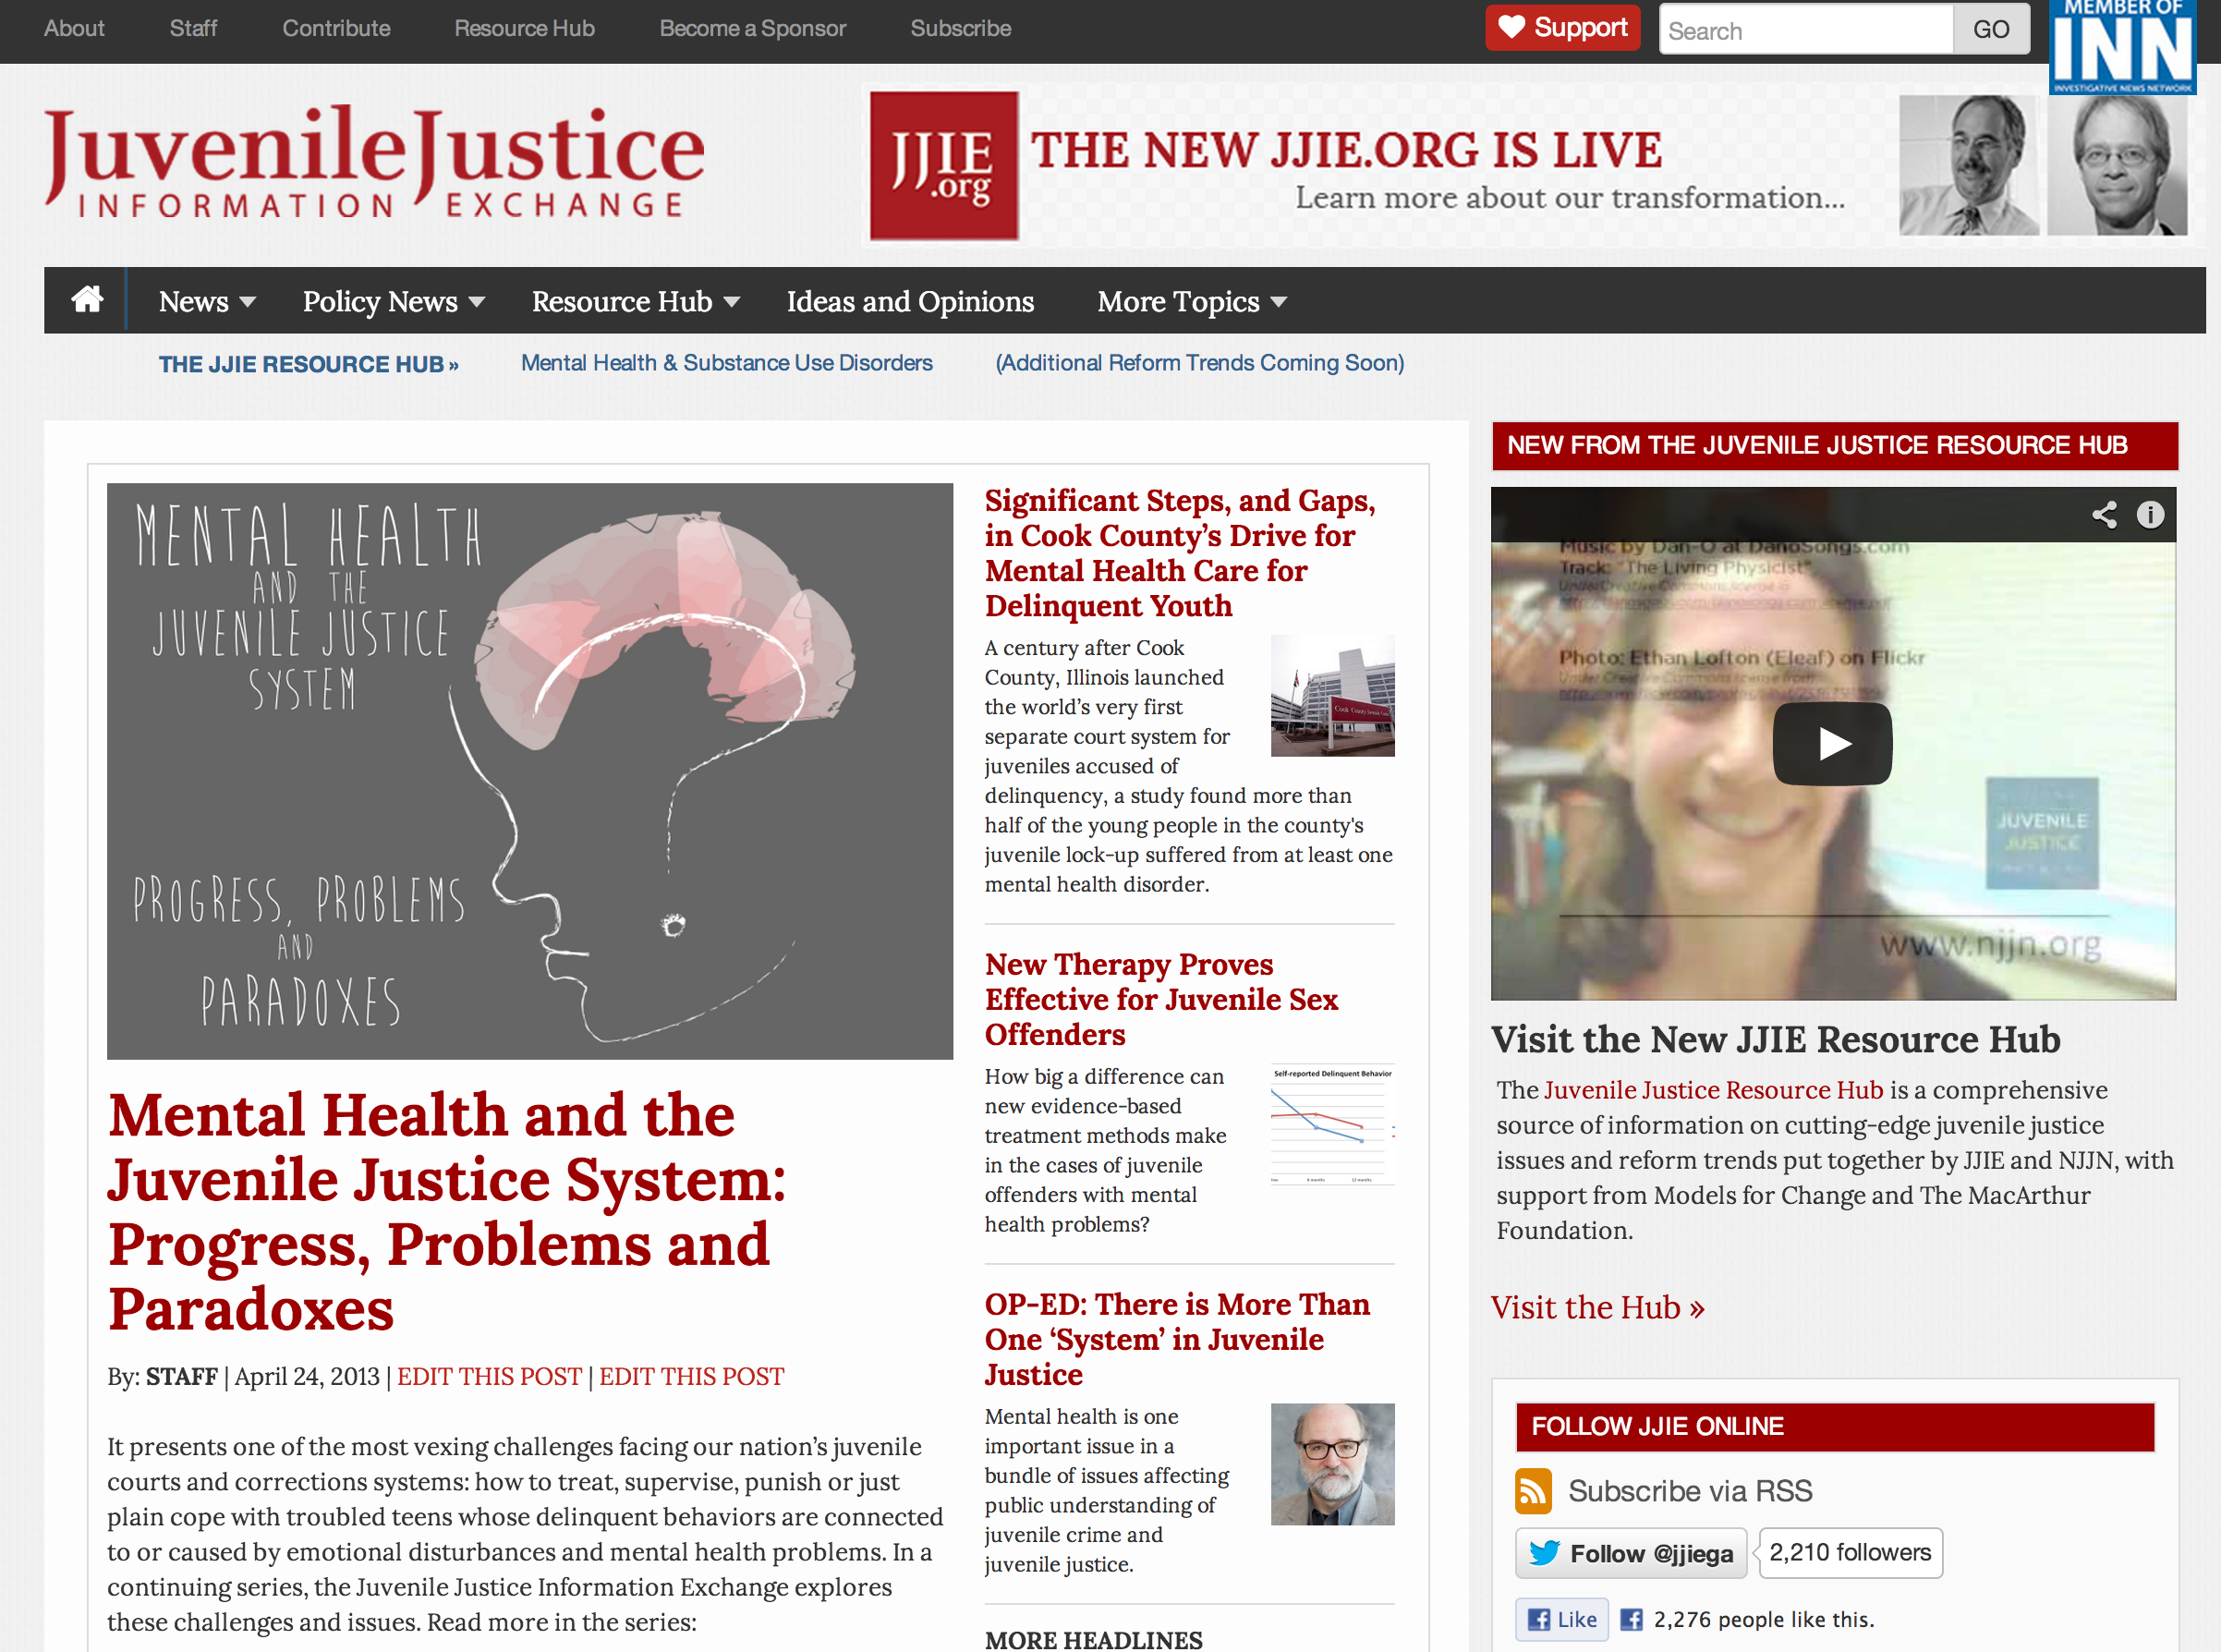 About Staff Contribute Resource Hub Become a Sponsor Subscribe
Support
Search GO
MEMBER OF
INN
INVESTIGATIVE NEWS NETWORK
JuvenileJustice
INFORMATION EXCHANGE
JJIE
.org
THE NEW JJIE.ORG IS LIVE
Learn more about our transformation...
News Policy News Resource Hub Ideas and Opinions More Topics
THE JJIE RESOURCE HUB » Mental Health & Substance Use Disorders (Additional Reform Trends Coming Soon)
MENTAL HEALTH
AND THE
JUVENILE JUSTICE
SYSTEM
PROGRESS, PROBLEMS
AND
PARADOXES
Mental Health and the
Juvenile Justice System:
Progress, Problems and
Paradoxes
By: STAFF | April 24, 2013 | EDIT THIS POST | EDIT THIS POST
It presents one of the most vexing challenges facing our nation’s juvenile
courts and corrections systems: how to treat, supervise, punish or just
plain cope with troubled teens whose delinquent behaviors are connected
to or caused by emotional disturbances and mental health problems. In a
continuing series, the Juvenile Justice Information Exchange explores
these challenges and issues. Read more in the series:
Significant Steps, and Gaps,
in Cook County’s Drive for
Mental Health Care for
Delinquent Youth
A century after Cook
County, Illinois launched
the world’s very first
separate court system for
juveniles accused of
delinquency, a study found more than
half of the young people in the county's
juvenile lock-up suffered from at least one
mental health disorder.
New Therapy Proves
Effective for Juvenile Sex
Offenders
How big a difference can
new evidence-based
treatment methods make
in the cases of juvenile
offenders with mental
health problems?
Self-reported Delinquent Behavior
6 months 12 months
OP-ED: There is More Than
One ‘System’ in Juvenile
Justice
Mental health is one
important issue in a
bundle of issues affecting
public understanding of
juvenile crime and
juvenile justice.
MORE HEADLINES
NEW FROM THE JUVENILE JUSTICE RESOURCE HUB
Music by Dan-O at DanoSongs.com
Track: "The Living Physicist"
Photo: Ethan Lofton (Eleaf) on Flickr
JUVENILE
JUSTICE
www.njjn.org
Visit the New JJIE Resource Hub
The Juvenile Justice Resource Hub is a comprehensive
source of information on cutting-edge juvenile justice
issues and reform trends put together by JJIE and NJJN, with
support from Models for Change and The MacArthur
Foundation.
Visit the Hub »
FOLLOW JJIE ONLINE
Subscribe via RSS
Follow @jjiega 2,210 followers
Like 2,276 people like this.